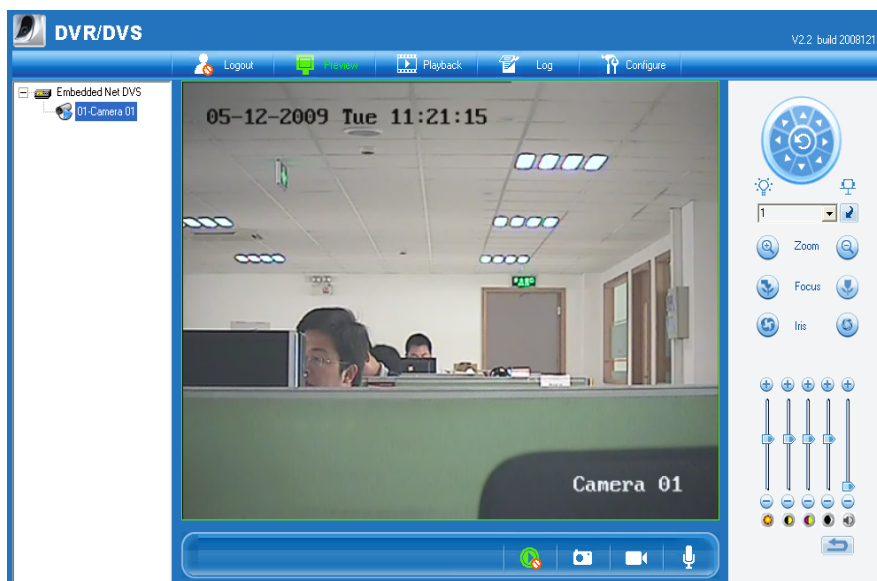 DVR/DVS
V2.2 build 2008121
Logout
Preview
Playback
Log
Configure
Embedded Net DVS
01-Camera 01
05-12-2009 Tue 11:21:15
1
Zoom
Focus
Iris
Camera 01